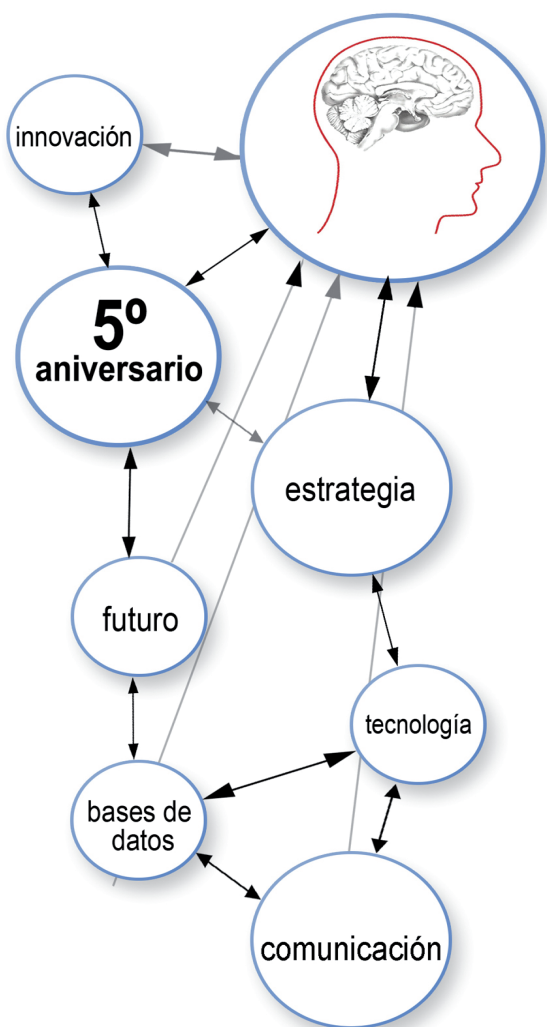 innovación
5º
aniversario
estrategia
futuro
tecnología
bases de
datos
comunicación